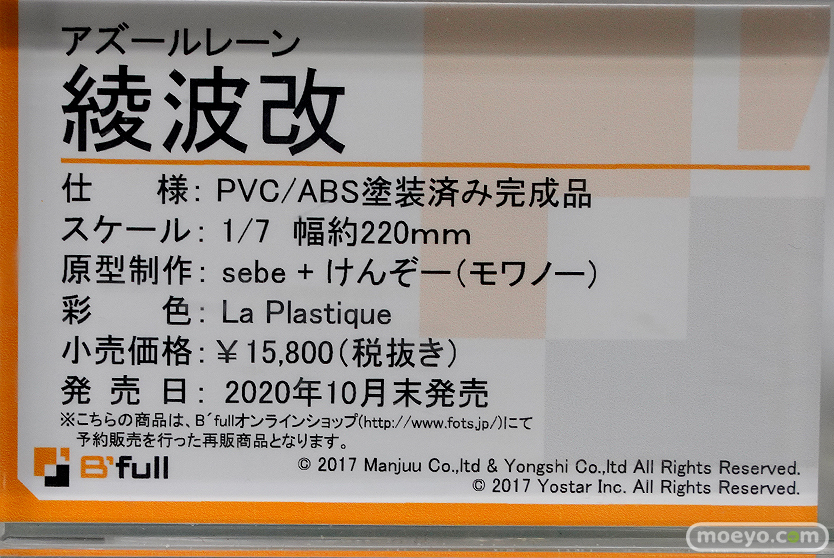 アズールレーン
綾波改
仕　　様: PVC/ABS塗装済み完成品
スケール: 1/7 幅約220mm
原型制作: sebe + けんぞー(モワノー)
彩　　色: La Plastique
小売価格: ¥15,800(税抜き)
発 売 日: 2020年10月末発売
※こちらの商品は、B´fullオンラインショップ(http://www.fots.jp/)にて
予約販売を行った再販商品となります。
B'full
© 2017 Manjuu Co.,ltd & Yongshi Co.,ltd All Rights Reserved.
© 2017 Yostar Inc. All Rights Reserved.
moeyo.com